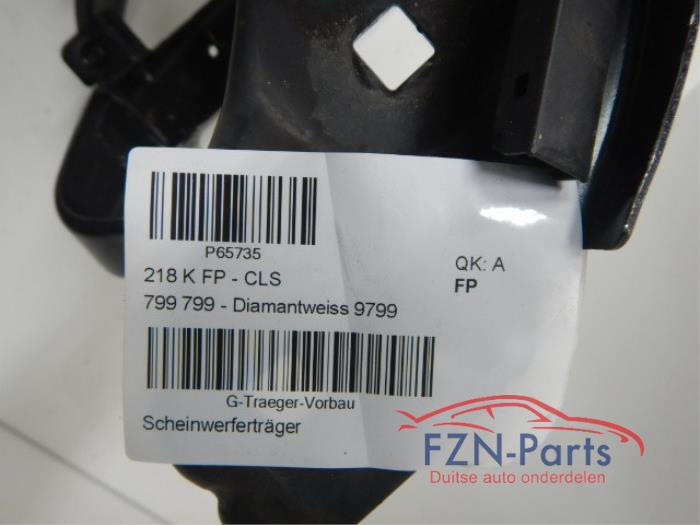 P65735
218 K FP - CLS
799 799 - Diamantweiss 9799
QK: A
FP
G-Traeger-Vorbau
Scheinwerferträger
FZN-Parts
Duitse auto onderdelen